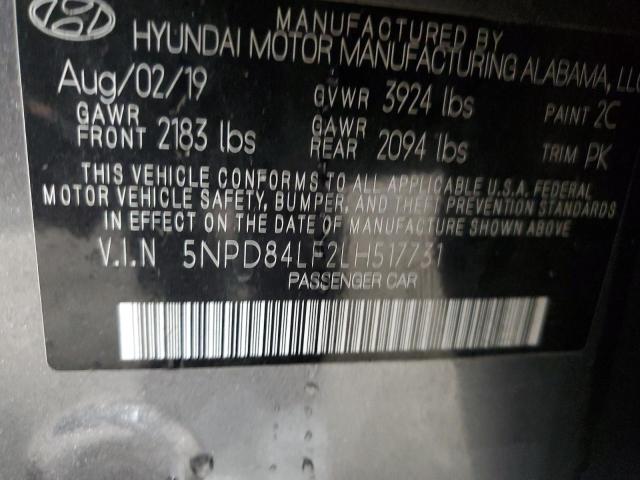 MANUFACTURED BY
HYUNDAI MOTOR MANUFACTURING ALABAMA, LLC
Aug/02/19 GVWR 3924 lbs PAINT 2C
GAWR FRONT 2183 lbs GAWR REAR 2094 lbs TRIM PK
THIS VEHICLE CONFORMS TO ALL APPLICABLE U.S.A. FEDERAL
MOTOR VEHICLE SAFETY, BUMPER, AND THEFT PREVENTION STANDARDS
IN EFFECT ON THE DATE OF MANUFACTURE SHOWN ABOVE.
V.I.N 5NPD84LF2LH517731
PASSENGER CAR